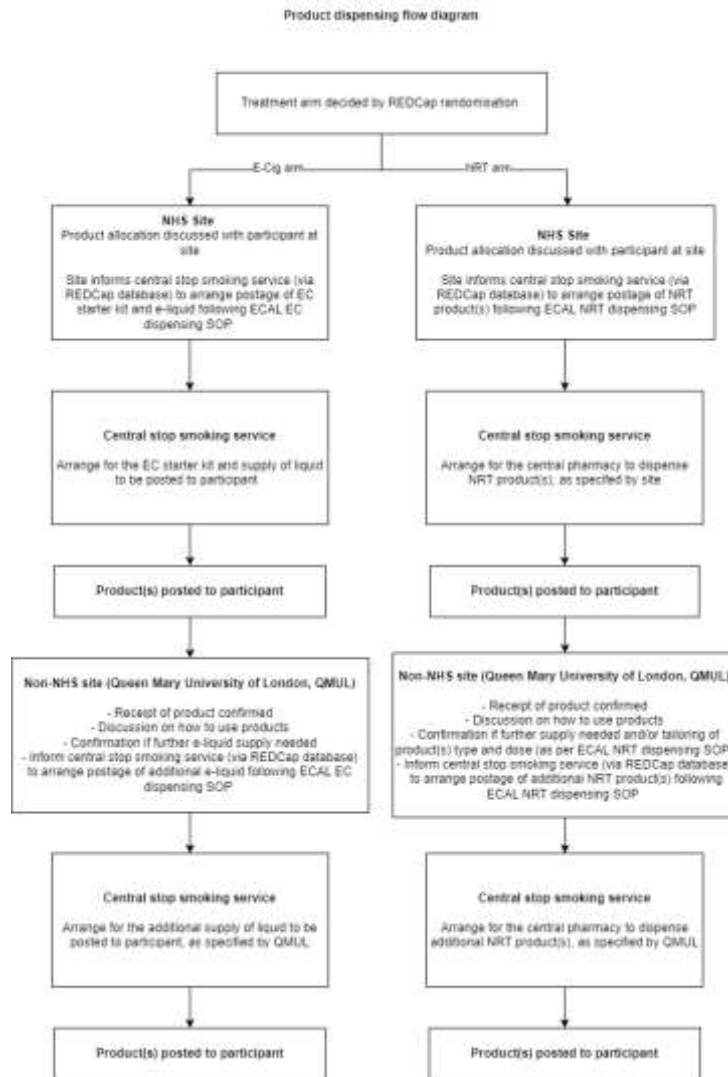 Product dispensing flow diagram
Treatment arm decided by REDCap randomisation
E-Cig arm
NRT arm
NHS Site
Product allocation discussed with participant at
site
Site informs central stop smoking service (via
REDCap database) to arrange postage of EC
starter kit and e-liquid following ECAL EC
dispensing SOP
NHS Site
Product allocation discussed with participant at site
Site informs central stop smoking service (via
REDCap database) to arrange postage of NRT
product(s) following ECAL NRT dispensing SOP
Central stop smoking service
Arrange for the EC starter kit and supply of liquid
to be posted to participant
Central stop smoking service
Arrange for the central pharmacy to dispense
NRT product(s), as specifed by site
Product(s) posted to participant
Product(s) posted to participant
Non-NHS site (Queen Mary University of London, QMUL)
- Receipt of product confirmed
- Discussion on how to use products
- Confirmation if further e-liquid supply needed
- Inform central stop smoking service (via REDCap database)
to arrange postage of additional e-liquid following ECAL EC
dispensing SOP
Non-NHS site (Queen Mary University of London, QMUL)
- Receipt of product confirmed
- Discussion on how to use products
- Confirmation if further supply needed and/or tailoring of
product(s) type and dose (as per ECAL NRT dispensing SOP
- Inform central stop smoking service (via REDCap database
to arrange postage of additional NRT product(s) following
ECAL NRT dispensing SOP
Central stop smoking service
Arrange for the additional supply of liquid to be
posted to participant, as specified by QMUL
Central stop smoking service
Arrange for the central pharmacy to dispense
additional NRT product(s), as specified by QMUL
Product(s) posted to participant
Product(s) posted to participant